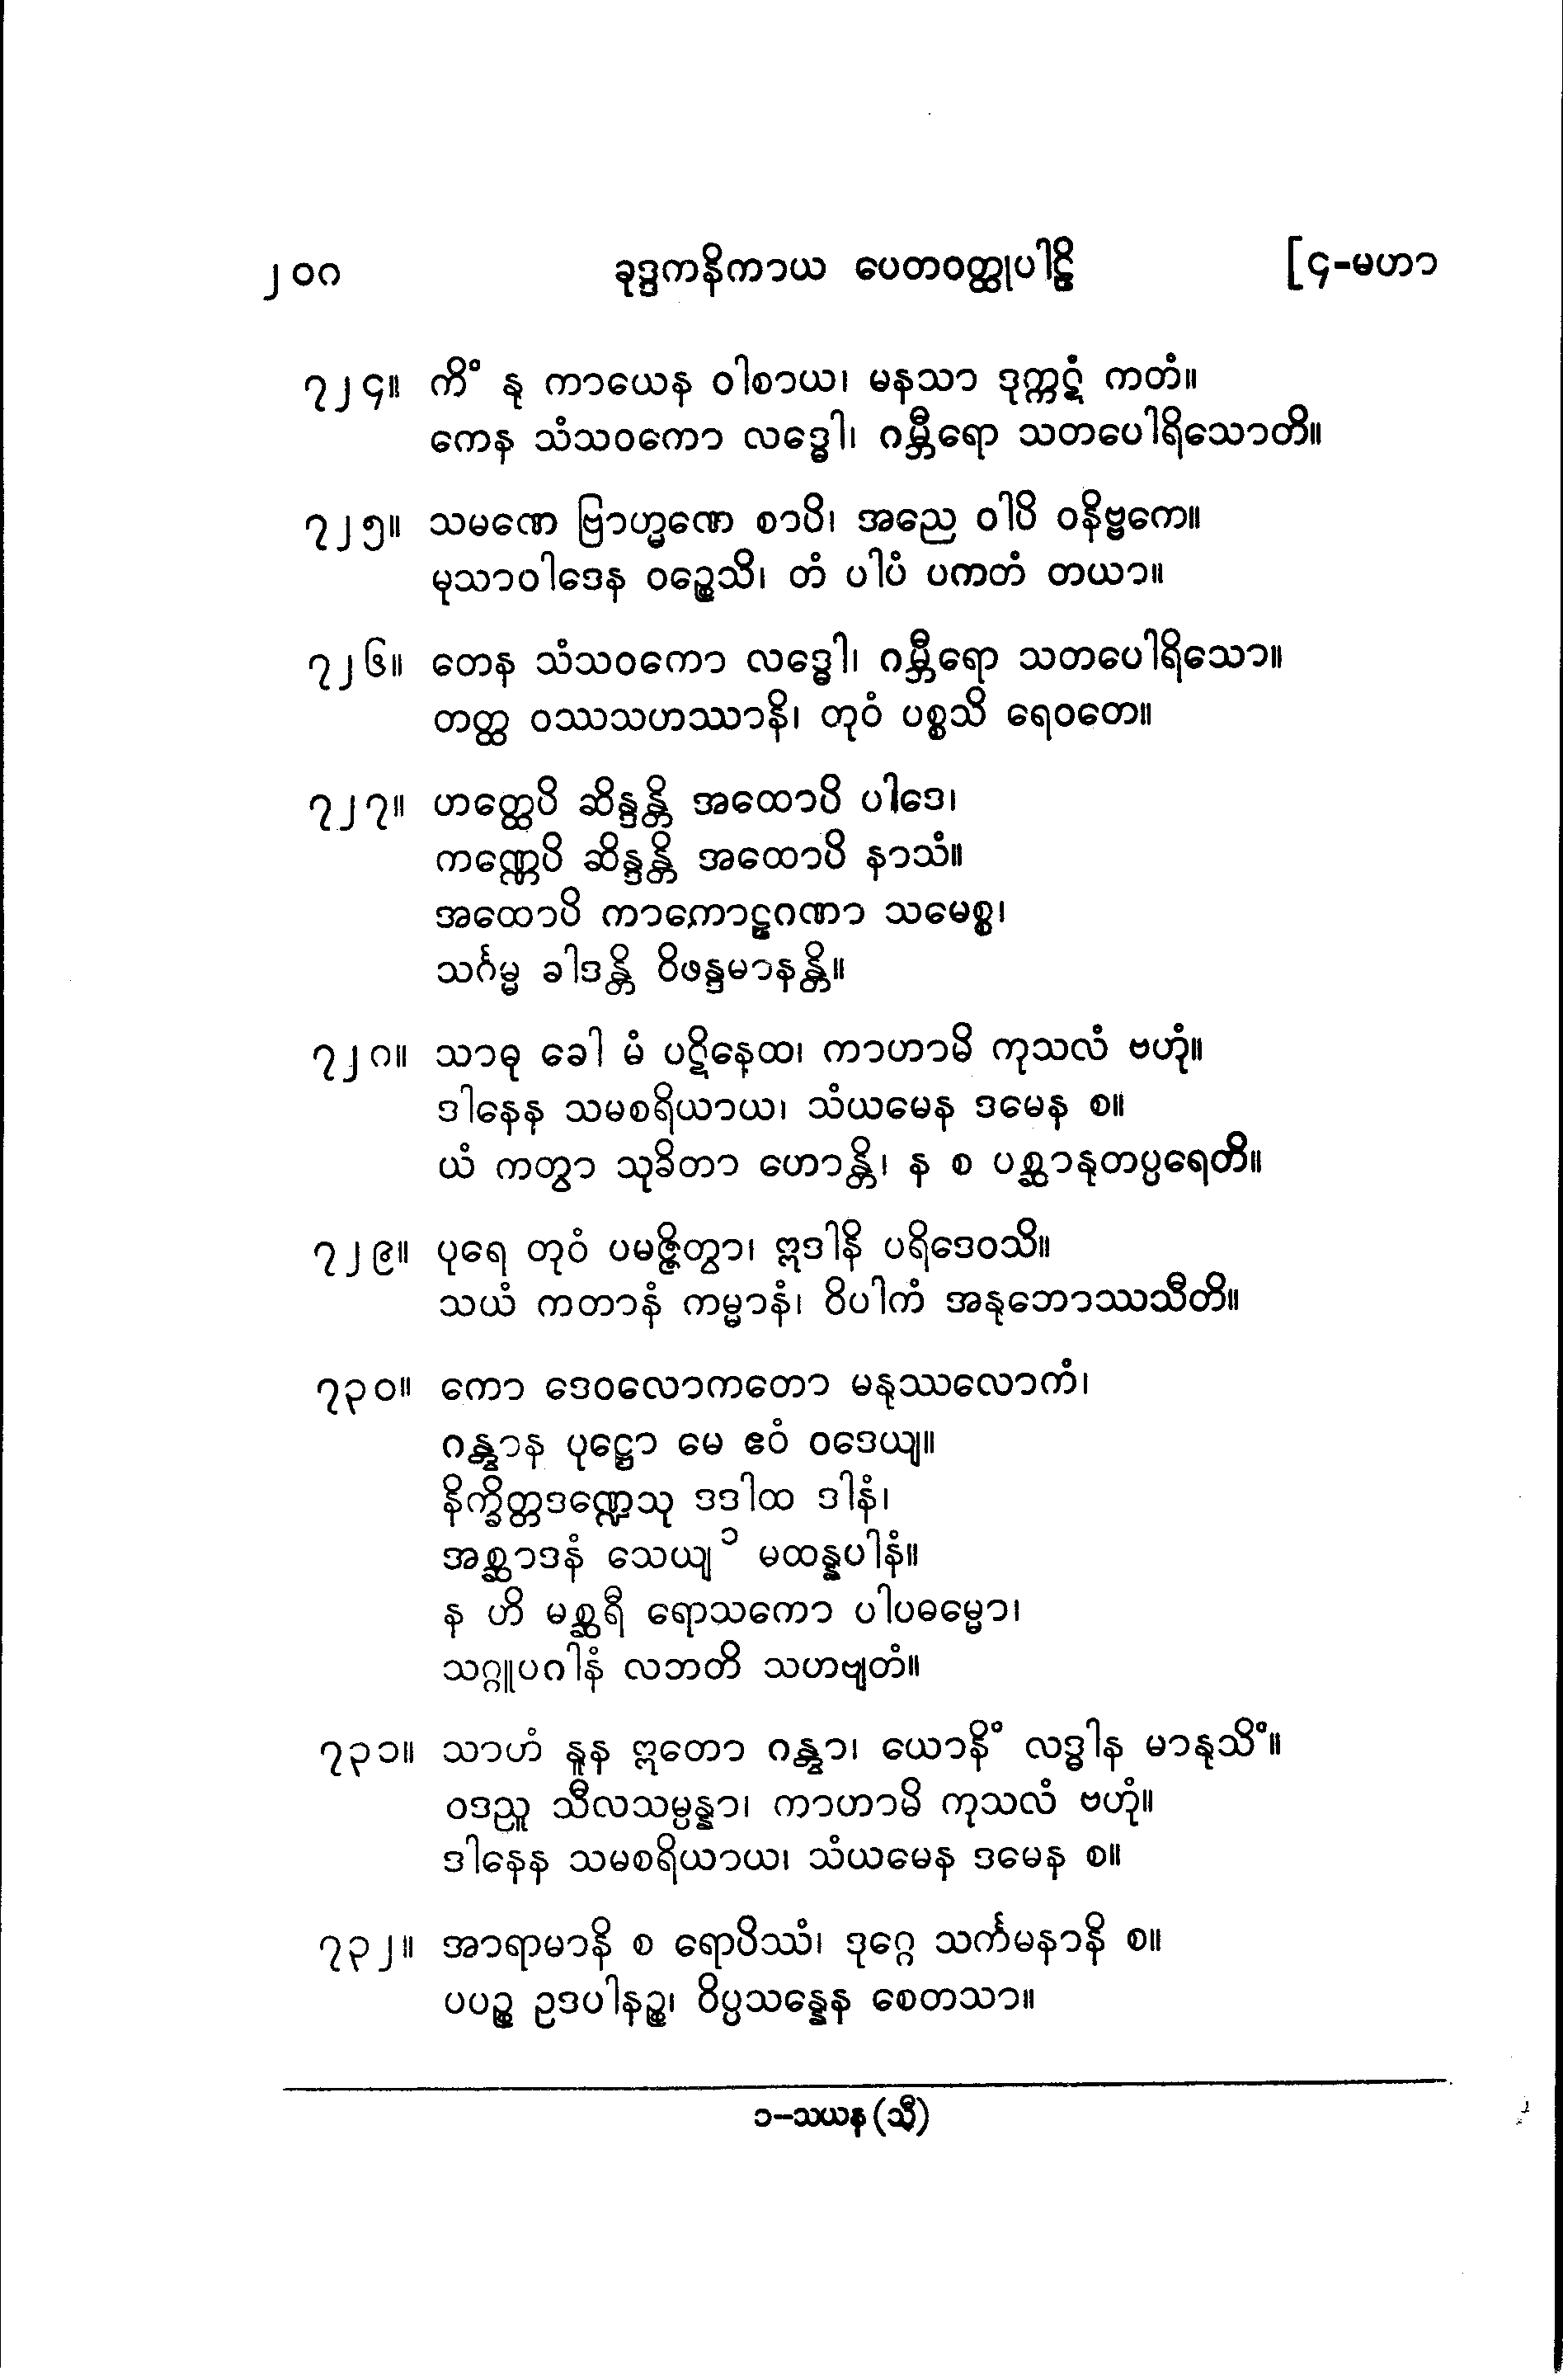 ၂၀၈ ခုဒ္ဒကနိကာယ ပေတဝတ္ထုပါဠိ [၄-မဟာ
၇၂၄။ ကိံ နု ကာယေန ဝါစာယ၊ မနသာ ဒုက္ကဋံ ကတံ။
ကေန သံသဝကော လဒ္ဓေါ၊ ဂမ္ဘီရော သတပေါရိသောတိ။
၇၂၅။ သမဏေ ဗြာဟ္မဏေ စာပိ၊ အညေ ဝါပိ ဝနိဗ္ဗကေ။
မုသာဝါဒေန ဝဉ္စေသိ၊ တံ ပါပံ ပကတံ တယာ။
၇၂၆။ တေန သံသဝကော လဒ္ဓေါ၊ ဂမ္ဘီရော သတပေါရိသော။
တတ္ထ ဝဿသဟဿာနိ၊ တုဝံ ပစ္စသိ ရေဝတေ။
၇၂၇။ ဟတ္ထေပိ ဆိန္ဒန္တိ အထောပိ ပါဒေ၊
ကဏ္ဏေပိ ဆိန္ဒန္တိ အထောပိ နာသံ။
အထောပိ ကာကောဠဂဏာ သမေစ္စ၊
သင်္ဂမ္မ ခါဒန္တိ ဝိဖန္ဒမာနန္တိ။
၇၂၈။ သာဓု ခေါ မံ ပဋိနေထ၊ ကာဟာမိ ကုသလံ ဗဟုံ။
ဒါနေန သမစရိယာယ၊ သံယမေန ဒမေန စ။
ယံ ကတွာ သုခိတာ ဟောန္တိ၊ န စ ပစ္ဆာနုတပ္ပရေတိ။
၇၂၉။ ပုရေ တုဝံ ပမဇ္ဇိတွာ၊ ဣဒါနိ ပရိဒေဝသိ။
သယံ ကတာနံ ကမ္မာနံ၊ ဝိပါကံ အနုဘောဿသီတိ။
၇၃၀။ ကော ဒေဝလောကတော မနုဿလောကံ၊
ဂန္တွာန ပုဋ္ဌော မေ ဧဝံ ဝဒေယျ။
နိက္ခိတ္တဒဏ္ဍေသု ဒဒါထ ဒါနံ၊
အစ္ဆာဒနံ သေယျ ၁ မထန္နပါနံ။
န ဟိ မစ္ဆရီ ရောသကော ပါပဓမ္မော၊
သဂ္ဂူပဂါနံ လဘတိ သဟဗျတံ။
၇၃၁။ သာဟံ နူန ဣတော ဂန္တွာ၊ ယောနိံ လဒ္ဓါန မာနုသိံ။
ဝဒညူ သီလသမ္ပန္နာ၊ ကာဟာမိ ကုသလံ ဗဟုံ။
ဒါနေန သမစရိယာယ၊ သံယမေန ဒမေန စ။
၇၃၂။ အာရာမာနိ စ ရောပိဿံ၊ ဒုဂ္ဂေ သင်္ကမနာနိ စ။
ပပဉ္စ ဥဒပါနဉ္စ၊ ဝိပ္ပသန္နေန စေတသာ။
၁-သယန (သီ)